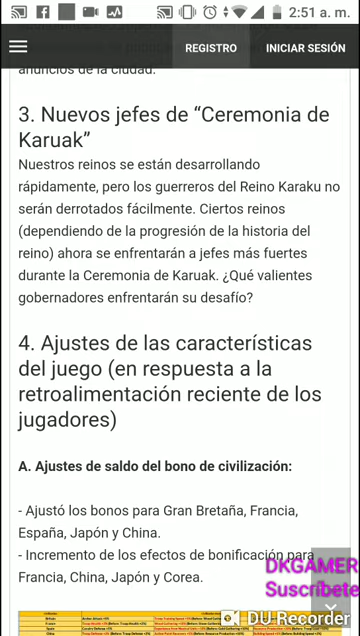 2:51 a. m.
REGISTRO INICIAR SESIÓN
anuncios de la ciudad.
3. Nuevos jefes de “Ceremonia de
Karuak”
Nuestros reinos se están desarrollando
rápidamente, pero los guerreros del Reino Karaku no
serán derrotados fácilmente. Ciertos reinos
(dependiendo de la progresión de la historia del
reino) ahora se enfrentarán a jefes más fuertes
durante la Ceremonia de Karuak. ¿Qué valientes
gobernadores enfrentarán su desafío?
4. Ajustes de las características
del juego (en respuesta a la
retroalimentación reciente de los
jugadores)
A. Ajustes de saldo del bono de civilización:
- Ajustó los bonos para Gran Bretaña, Francia,
España, Japón y China.
- Incremento de los efectos de bonificación para
Francia, China, Japón y Corea.
DKGAMER
Suscríbete
DU Recorder